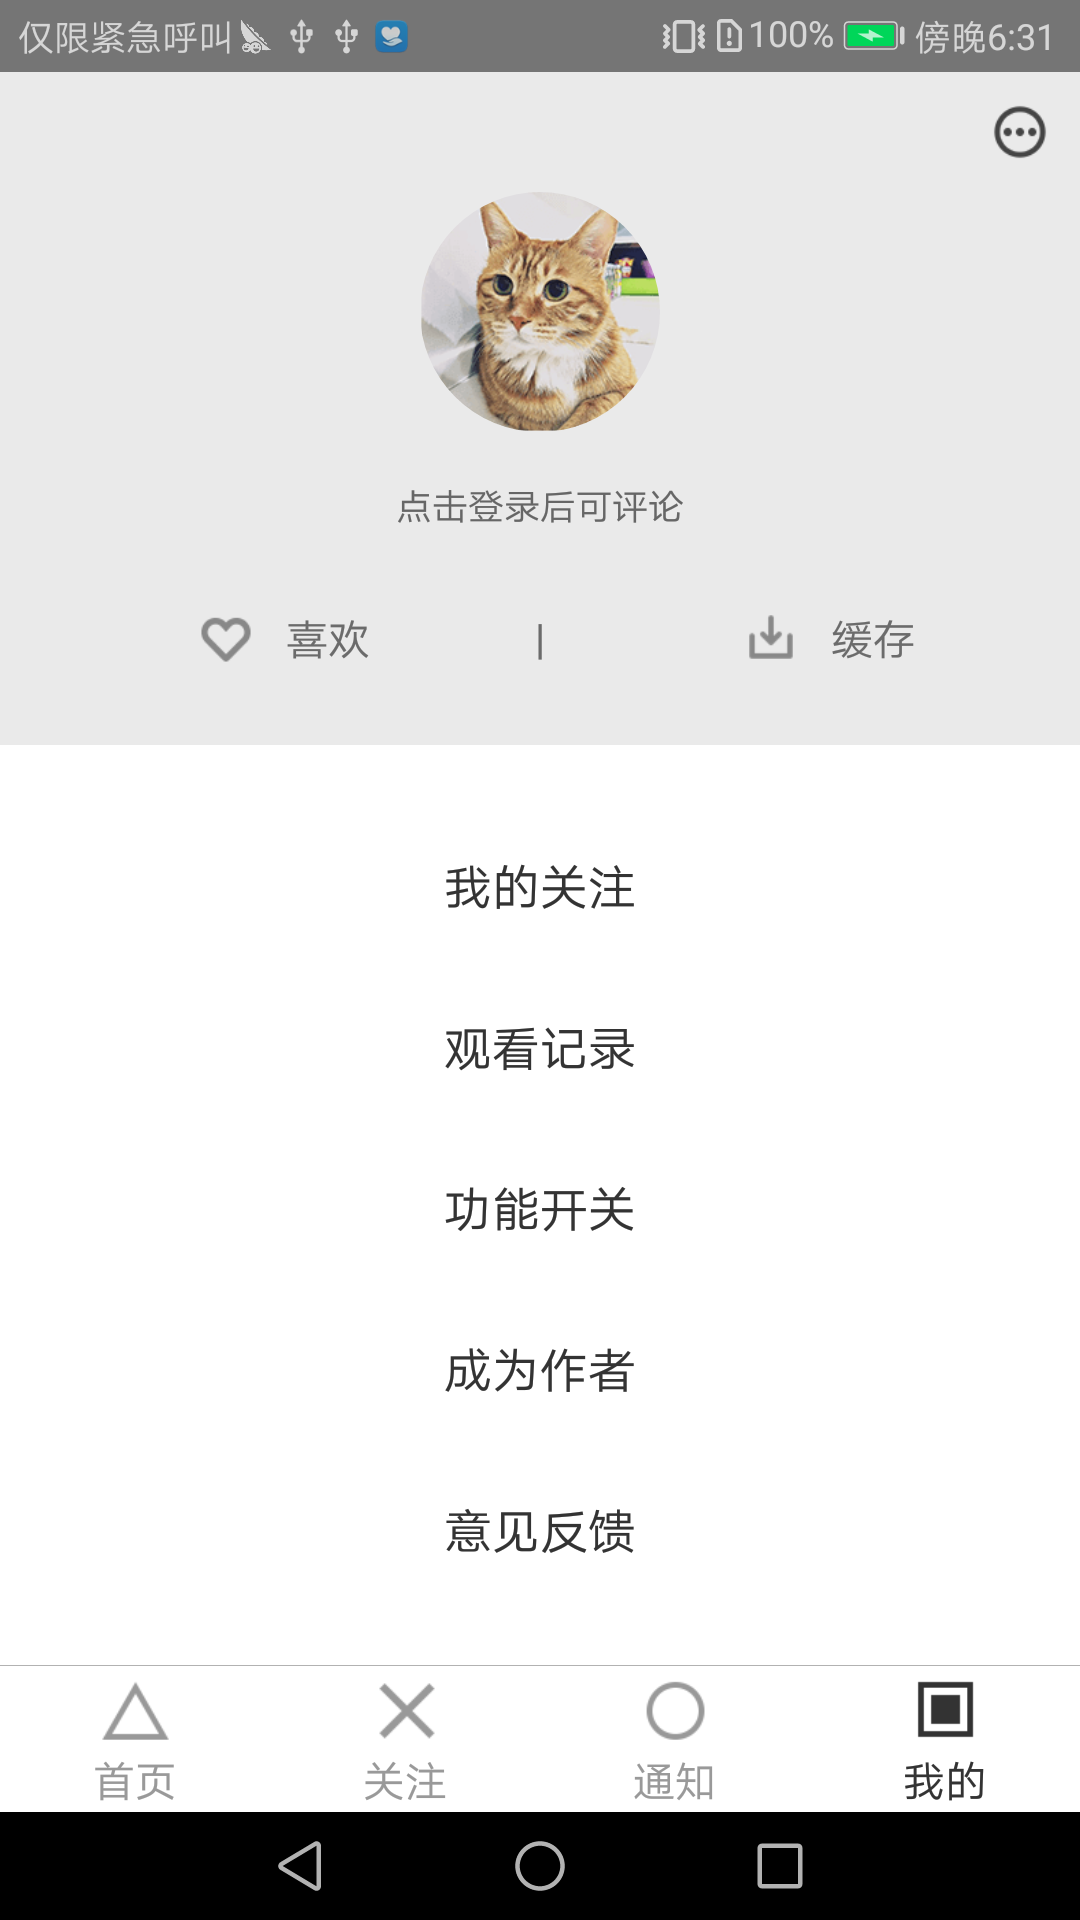 仅限紧急呼叫 100% 傍晚6:31
点击登录后可评论
喜欢 | 缓存
我的关注
观看记录
功能开关
成为作者
意见反馈
首页 关注 通知 我的